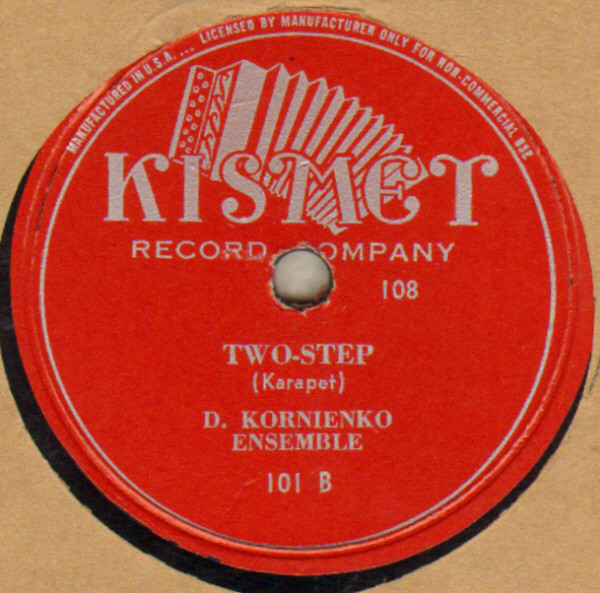 MANUFACTURED IN U.S.A.... LICENSED BY MANUFACTURER ONLY FOR NON-COMMERCIAL USE
KISMET
RECORD COMPANY
108
TWO-STEP
(Karapet)
D. KORNIENKO
ENSEMBLE
101 B